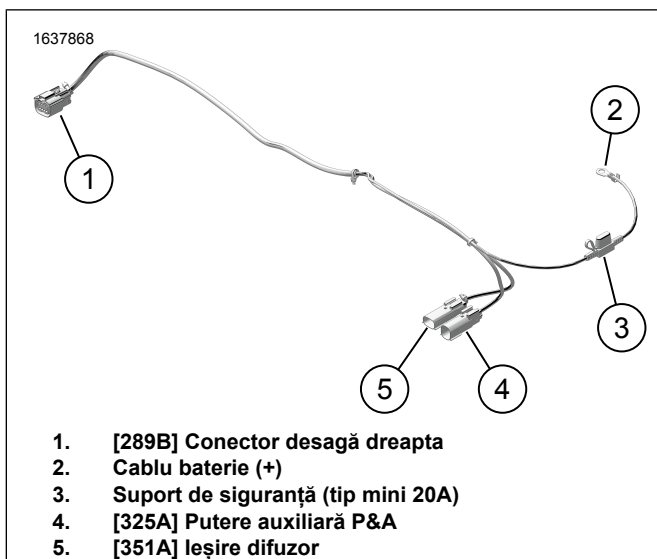 1637868
2
1
3
5
4
1. [289B] Conector desagă dreapta
2. Cablu baterie (+)
3. Suport de siguranță (tip mini 20A)
4. [325A] Putere auxiliară P&A
5. [351A] Ieșire difuzor